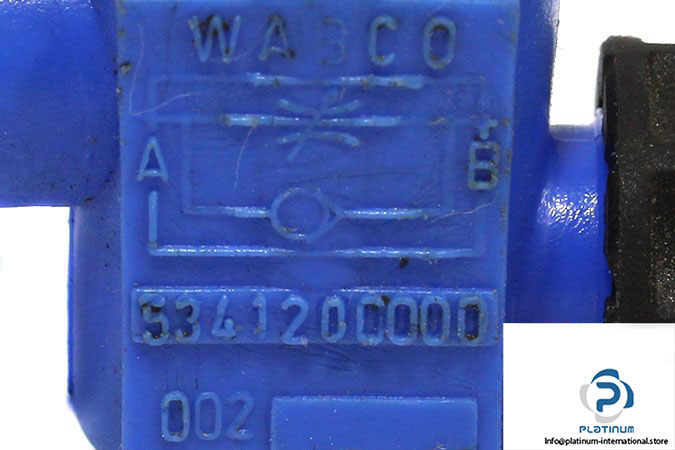 WABCO
A B
5341200000
002
PLATINUM
Info@platinum-international.store